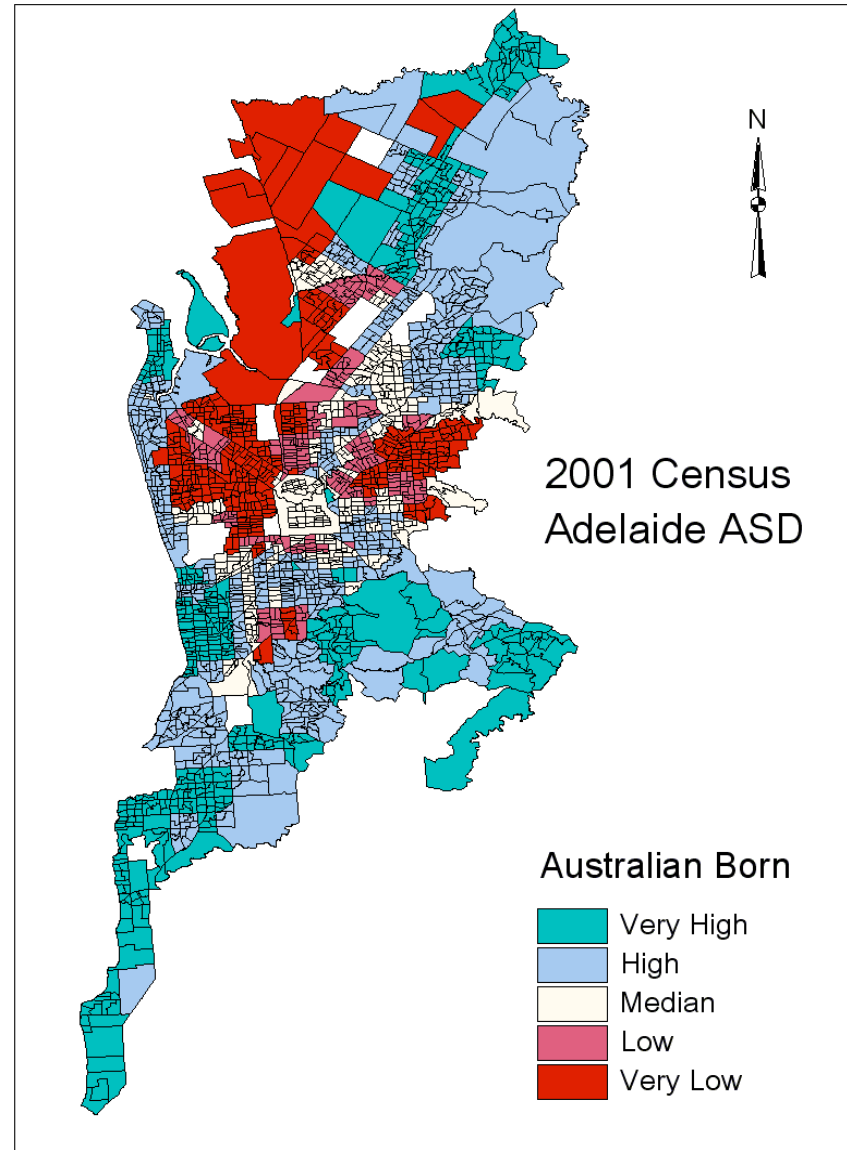 N
2001 Census
Adelaide ASD
Australian Born
Very High
High
Median
Low
Very Low